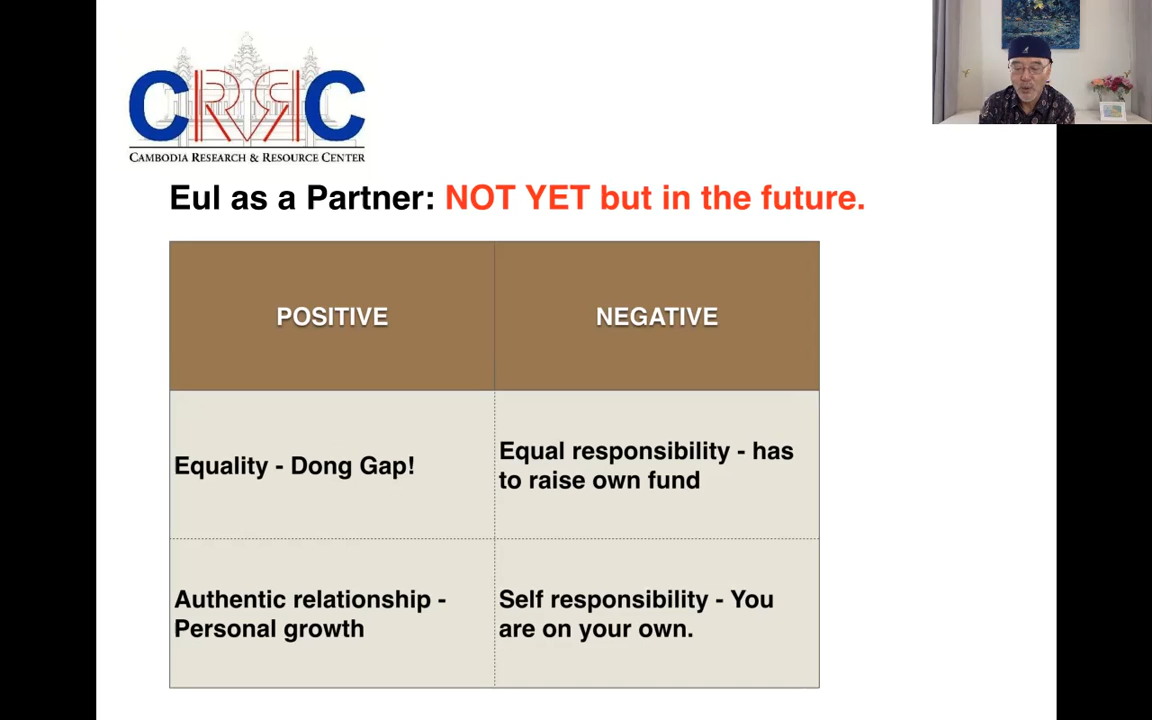 CRRC
CAMBODIA RESEARCH & RESOURCE CENTER
Eul as a Partner: NOT YET but in the future.
POSITIVE
NEGATIVE
Equality - Dong Gap!
Equal responsibility - has
to raise own fund
Authentic relationship -
Personal growth
Self responsibility - You
are on your own.